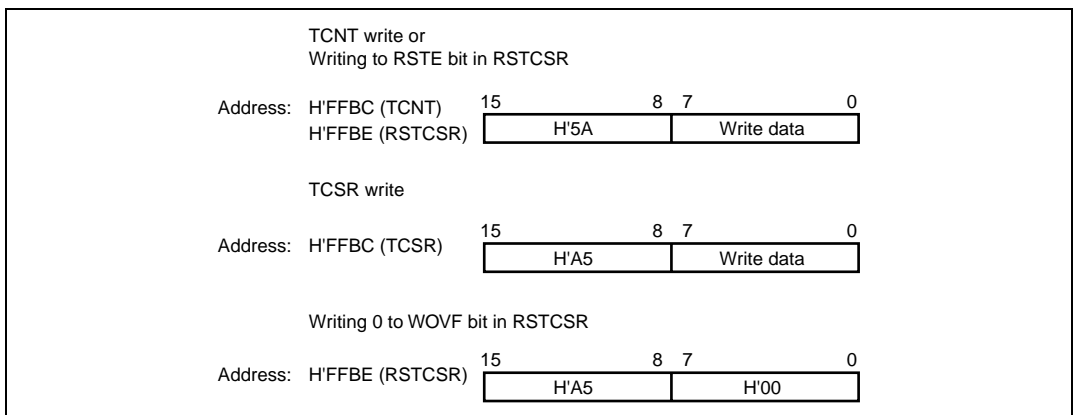 TCNT write or
Writing to RSTE bit in RSTCSR
Address: H'FFBC (TCNT) 15 8 7 0
H'FFBE (RSTCSR) H'5A Write data
TCSR write
15 8 7 0
Address: H'FFBC (TCSR) H'A5 Write data
Writing 0 to WOVF bit in RSTCSR
15 8 7 0
Address: H'FFBE (RSTCSR) H'A5 H'00